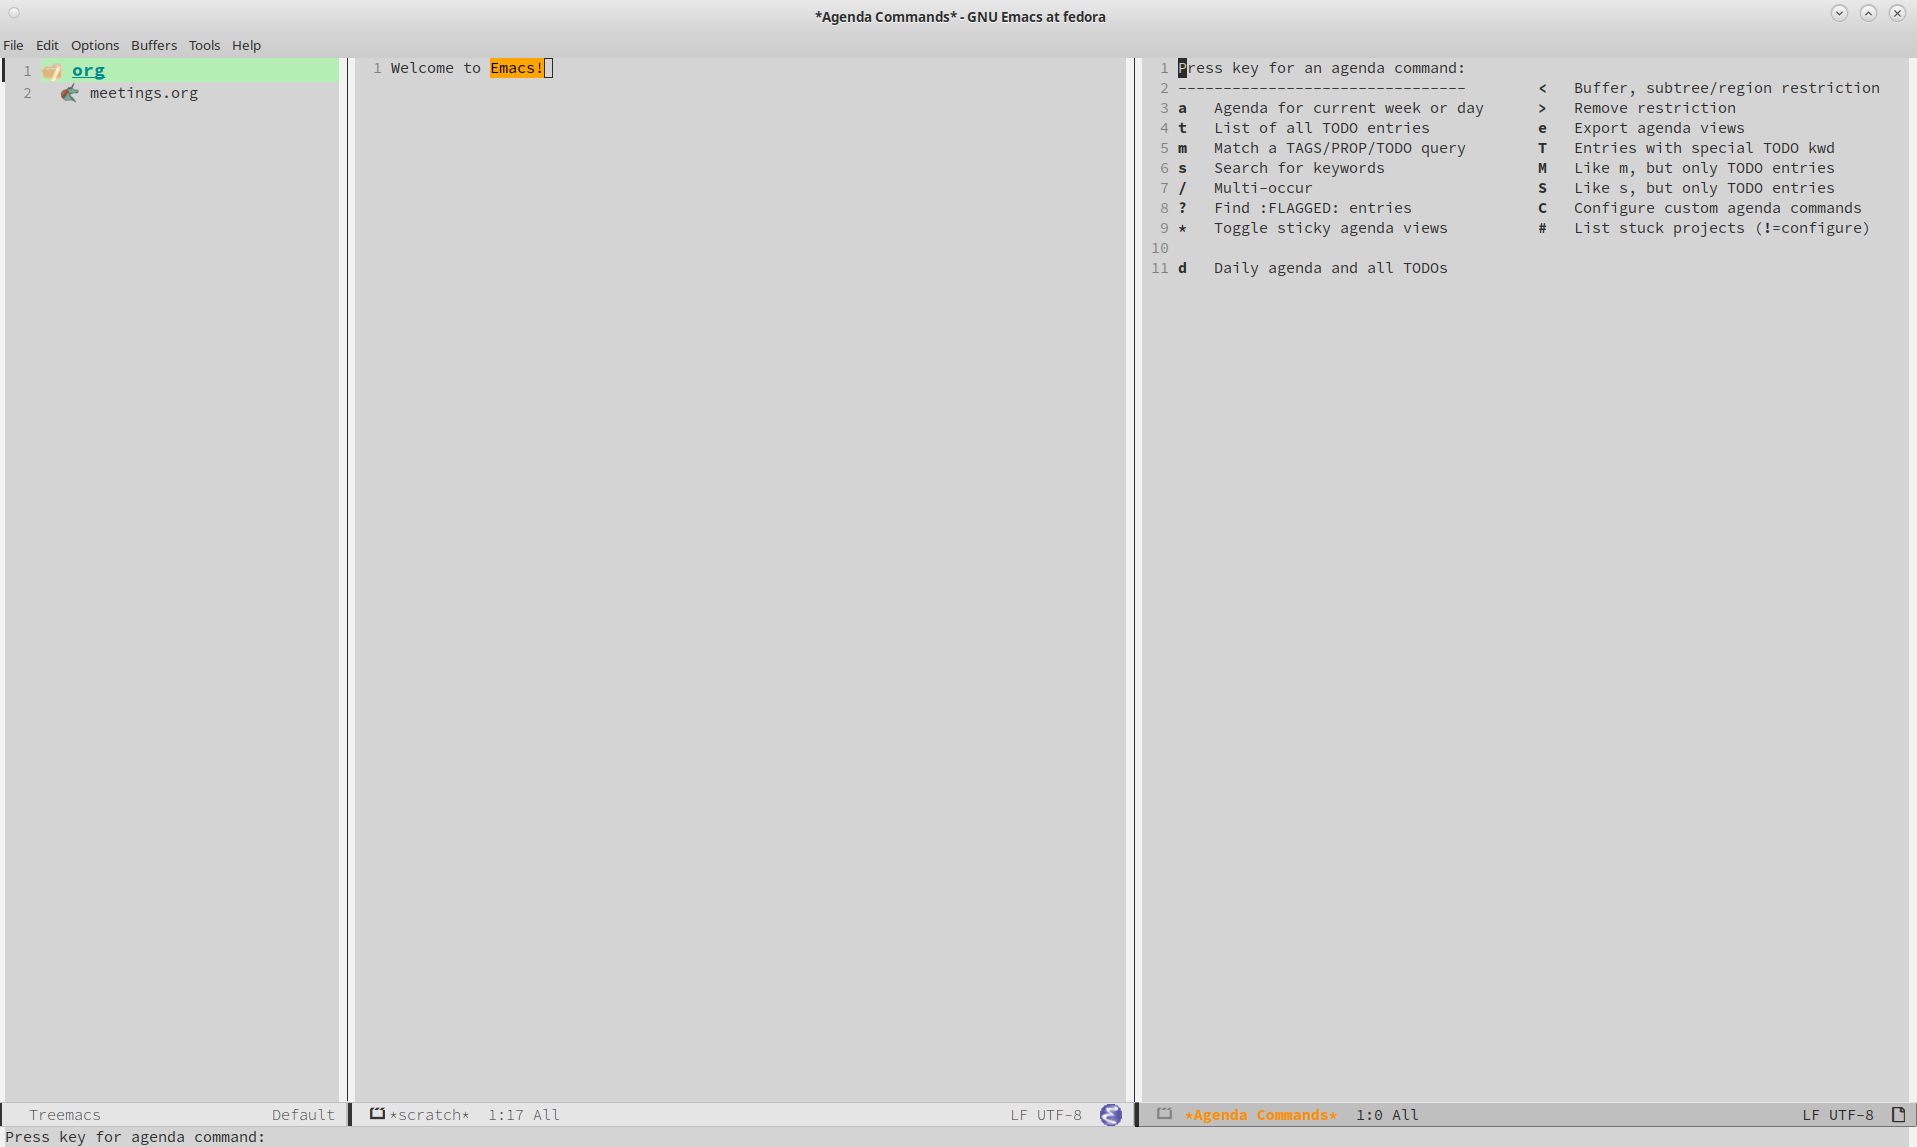 *Agenda Commands* - GNU Emacs at fedora
File Edit Options Buffers Tools Help
1 org
2 meetings.org
1 Welcome to Emacs!
1 Press key for an agenda command:
2 -------------------------------- < Buffer, subtree/region restriction
3 a Agenda for current week or day > Remove restriction
4 t List of all TODO entries e Export agenda views
5 m Match a TAGS/PROP/TODO query T Entries with special TODO kwd
6 s Search for keywords M Like m, but only TODO entries
7 / Multi-occur S Like s, but only TODO entries
8 ? Find :FLAGGED: entries C Configure custom agenda commands
9 * Toggle sticky agenda views # List stuck projects (!=configure)
10
11 d Daily agenda and all TODOs
Treemacs Default
*scratch* 1:17 All LF UTF-8
*Agenda Commands* 1:0 All LF UTF-8
Press key for agenda command: